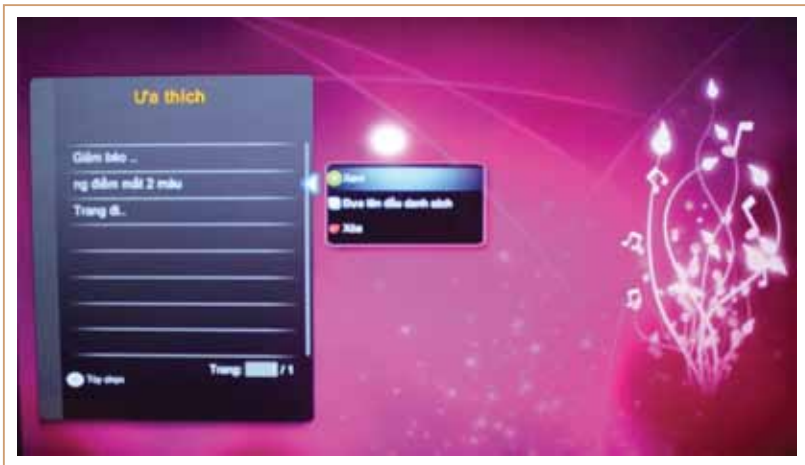 Ưa thích
Giảm béo ..
ng điểm mắt 2 màu
Xem
Đưa lên đầu danh sách
Trang đi..
Xóa
Trang: / 1
Tùy chọn